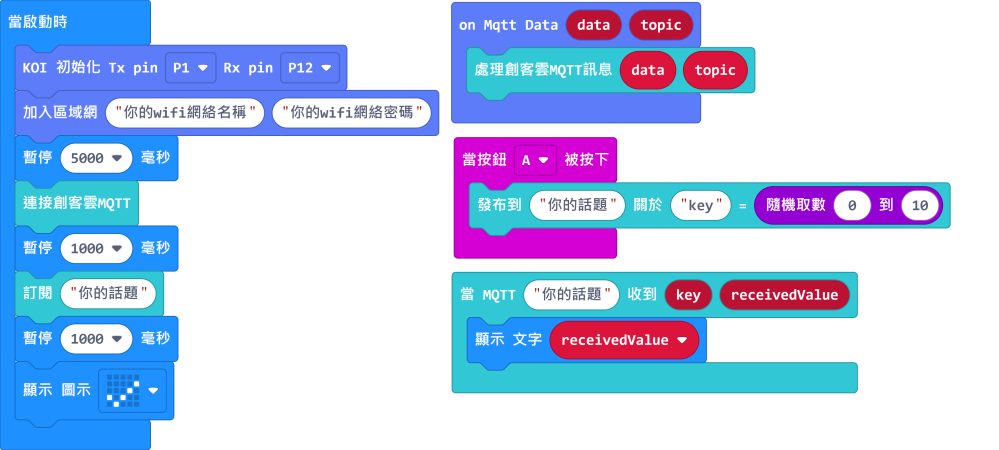 當啟動時
KOI 初始化 Tx pin P1 Rx pin P12
加入區域網 "你的wifi網絡名稱" "你的wifi網絡密碼"
暫停 5000 毫秒
連接創客雲MQTT
暫停 1000 毫秒
訂閱 "你的話題"
暫停 1000 毫秒
顯示 圖示
on Mqtt Data data topic
處理創客雲MQTT訊息 data topic
當按鈕 A 被按下
發布到 "你的話題" 關於 "key" = 隨機取數 0 到 10
當 MQTT "你的話題" 收到 key receivedValue
顯示 文字 receivedValue